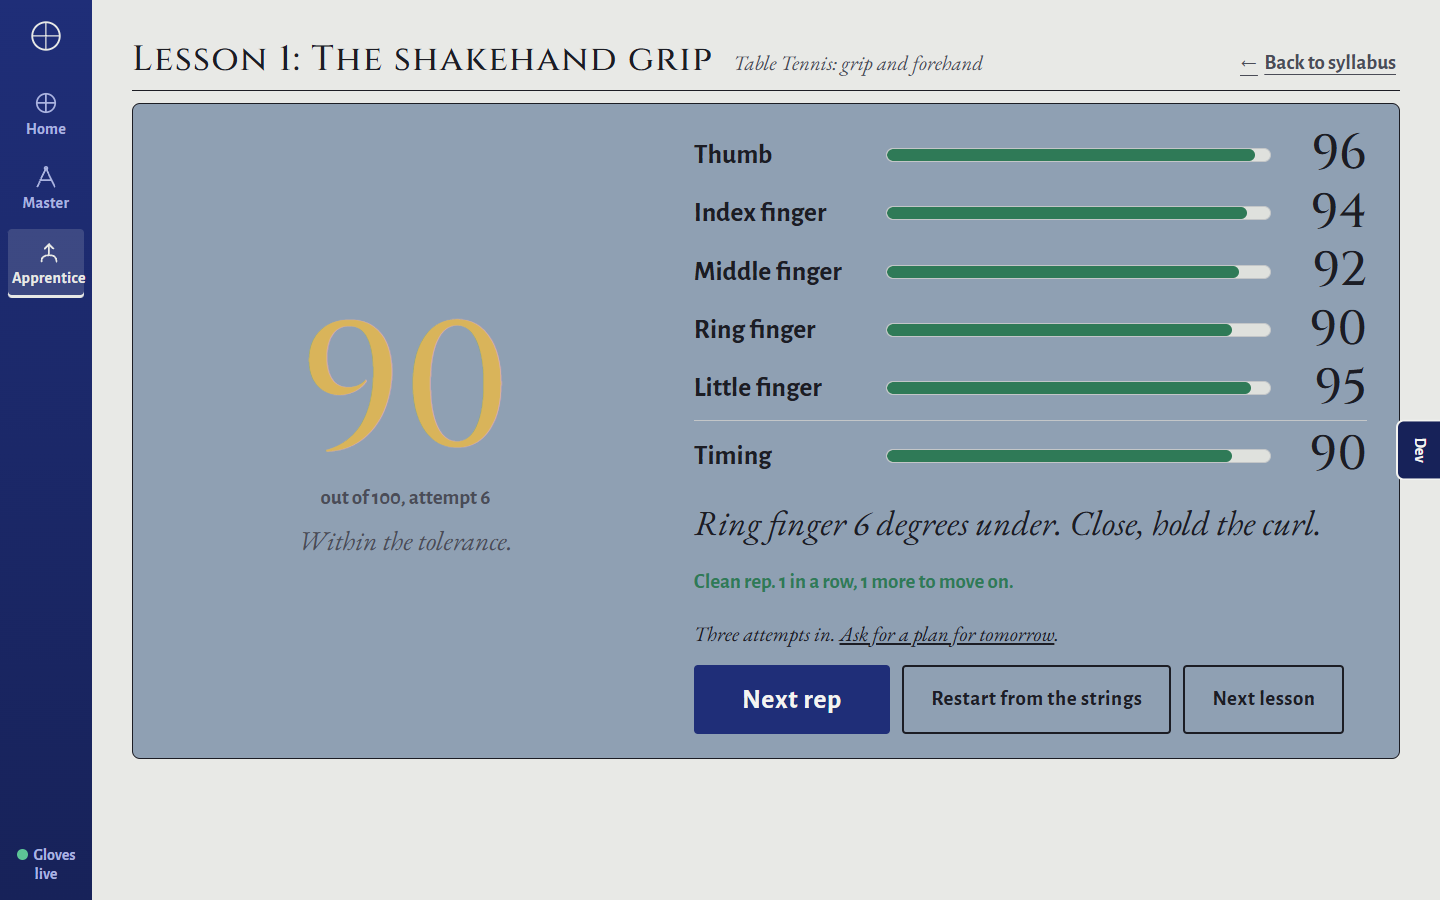 Lesson 1: The shakehand grip
Table Tennis: grip and forehand
← Back to syllabus
Home
Master
Apprentice
Gloves
live
90
out of 100, attempt 6
Within the tolerance.
Thumb 96
Index finger 94
Middle finger 92
Ring finger 90
Little finger 95
Timing 90
Ring finger 6 degrees under. Close, hold the curl.
Clean rep. 1 in a row, 1 more to move on.
Three attempts in. Ask for a plan for tomorrow.
Next rep
Restart from the strings
Next lesson
Dev